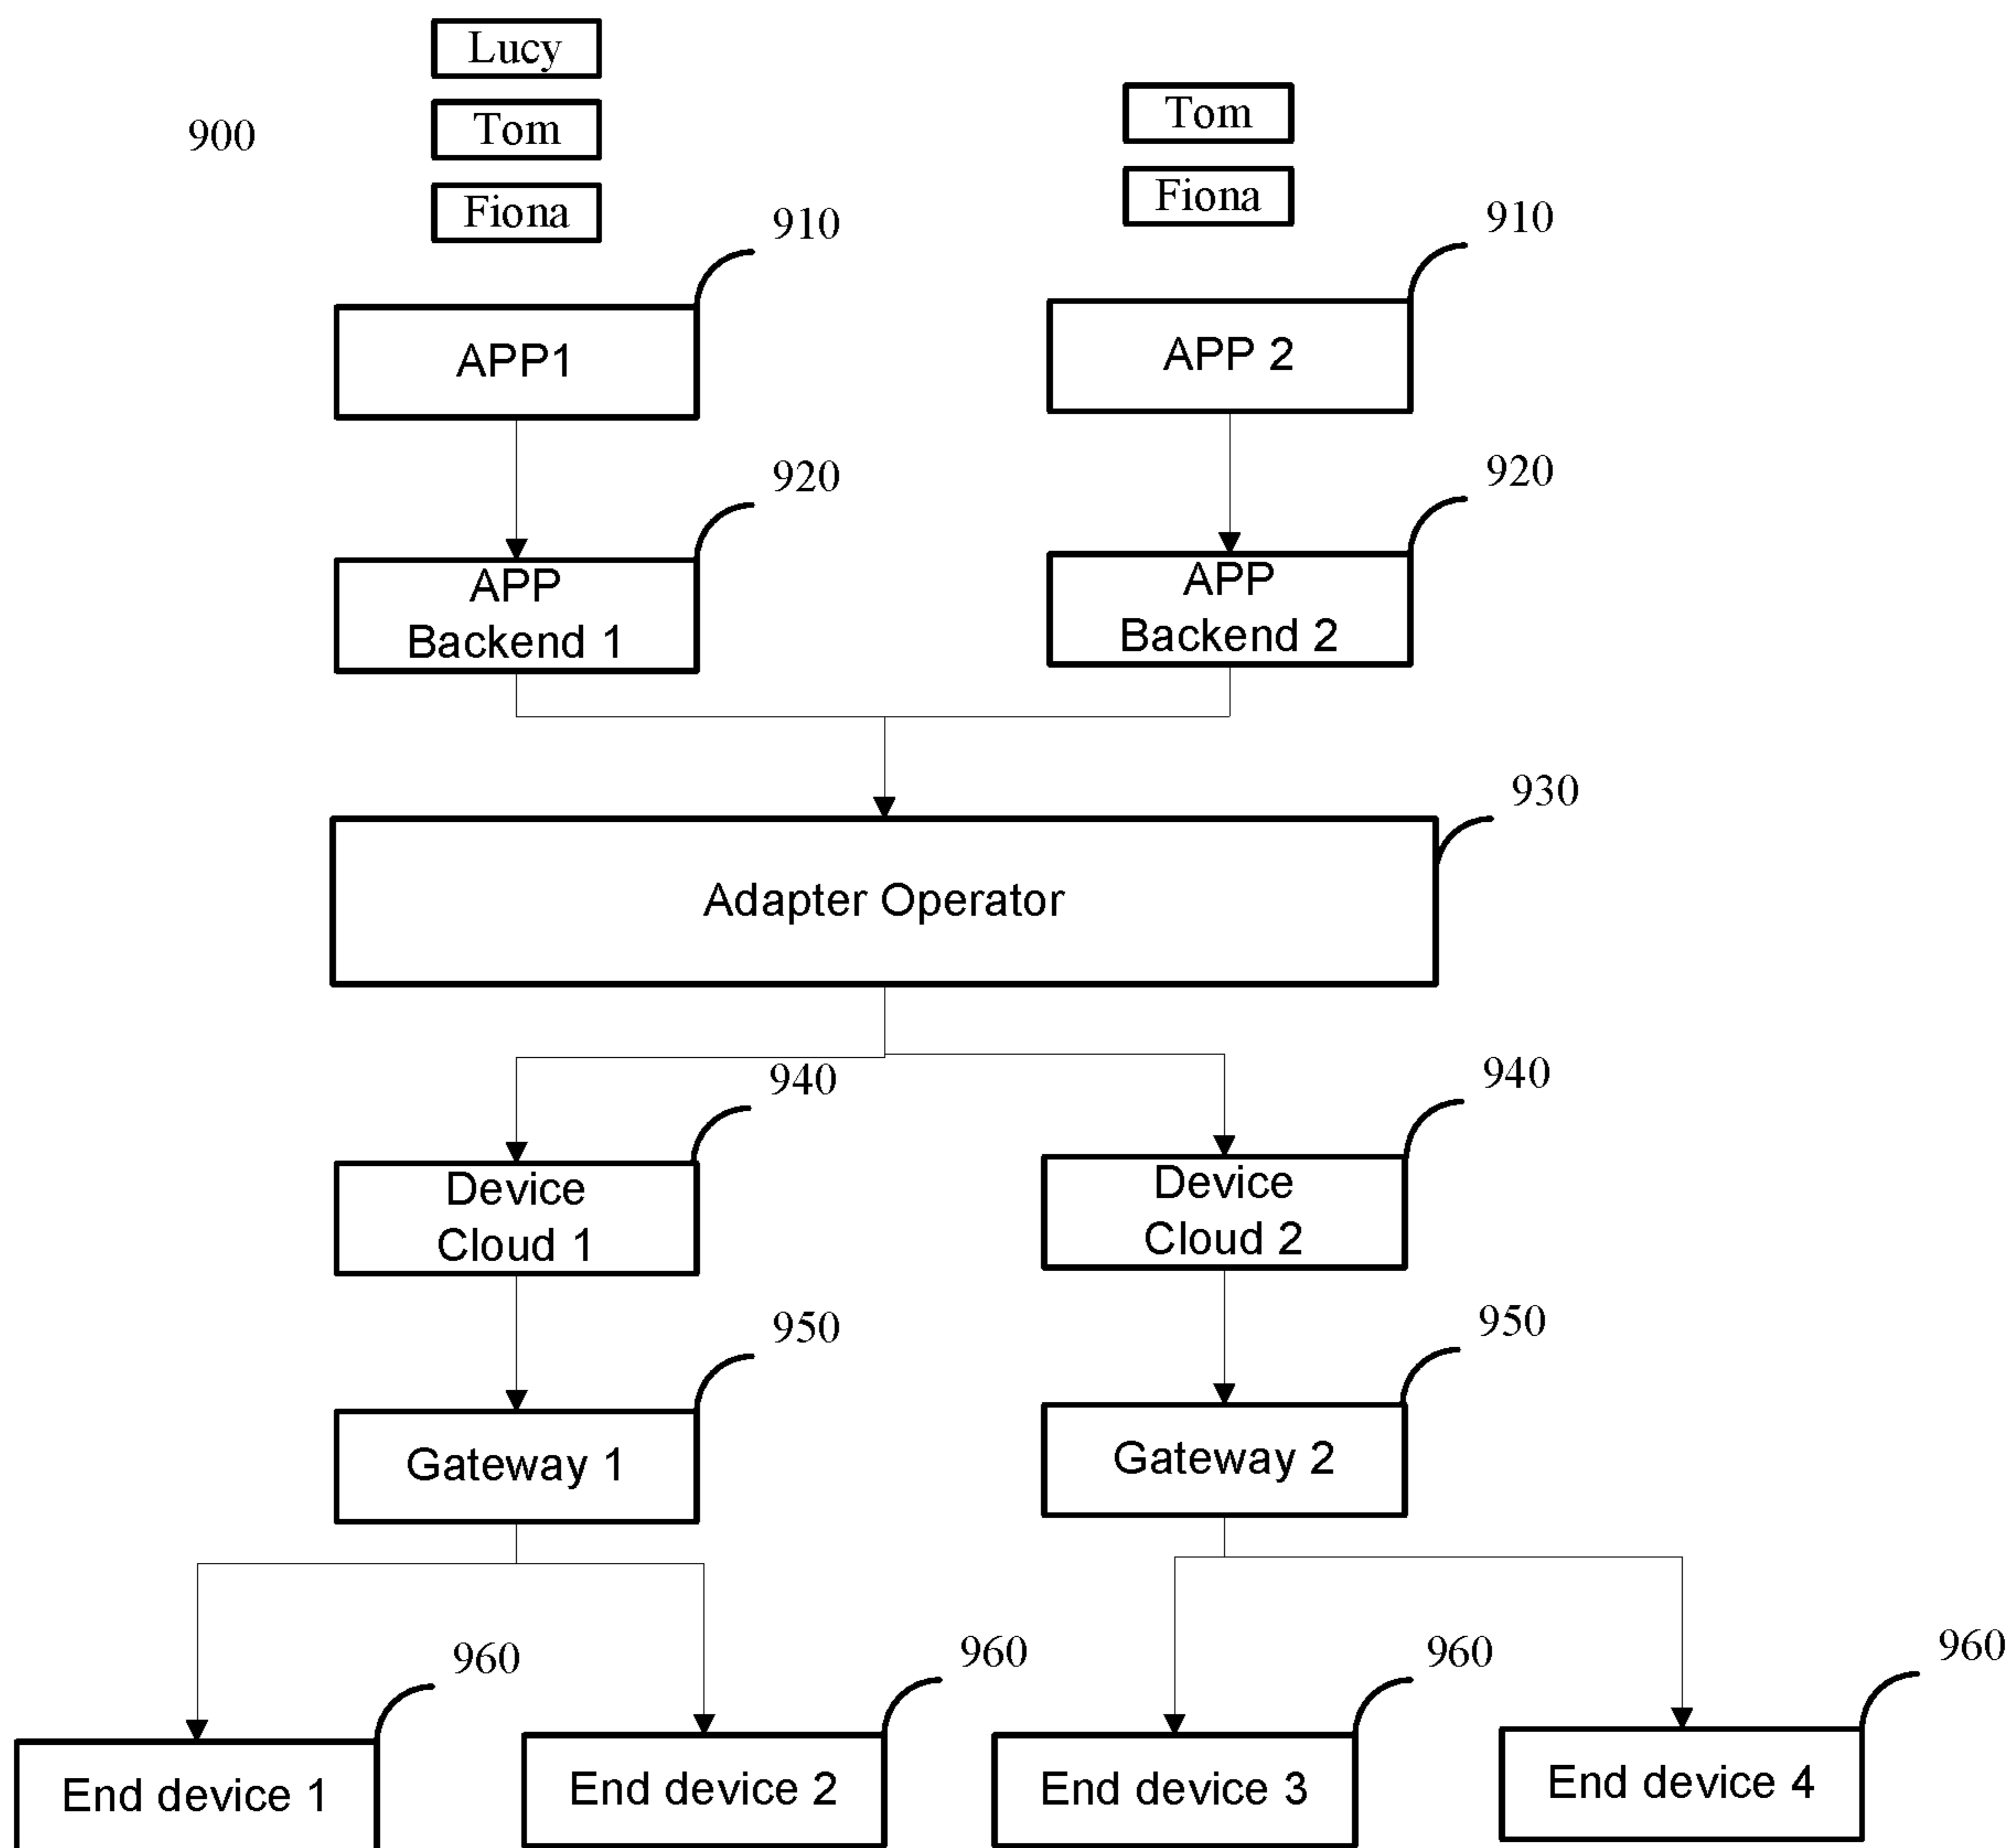 Lucy
900
Tom
Tom
Fiona
Fiona
910
910
APP1
APP 2
920
920
APP
Backend 1
APP
Backend 2
930
Adapter Operator
940
940
Device
Cloud 1
Device
Cloud 2
950
950
Gateway 1
Gateway 2
960
960
960
960
End device 1
End device 2
End device 3
End device 4